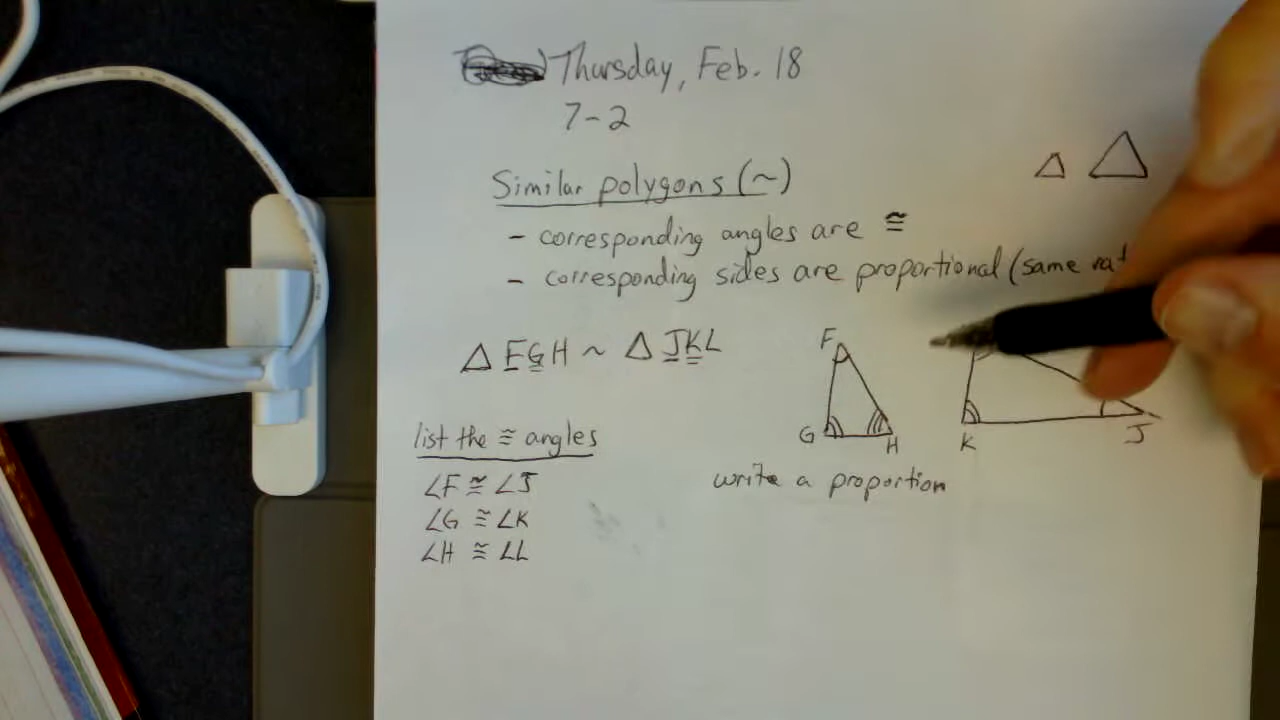 Thursday, Feb. 18
7-2
Similar polygons (~)
- corresponding angles are ≅
- corresponding sides are proportional (same
△ FGH ~ △ JKL
F
G
H
K
J
list the ≅ angles
∠F ≅ ∠J
∠G ≅ ∠K
∠H ≅ ∠L
write a proportion